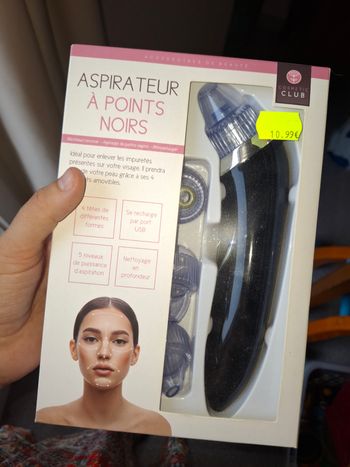 ACCESSOIRES DE BEAUTÉ
COSMETIC
CLUB
ASPIRATEUR
À POINTS
NOIRS
10.99€
Idéal pour enlever les impuretés
présentes sur votre visage. Il prendra
de votre peau grâce à ses 4
amovibles.
4 têtes de
différentes
formes
Se recharge
par port
USB
5 niveaux
de puissance
d'aspiration
Nettoyage
en
profondeur